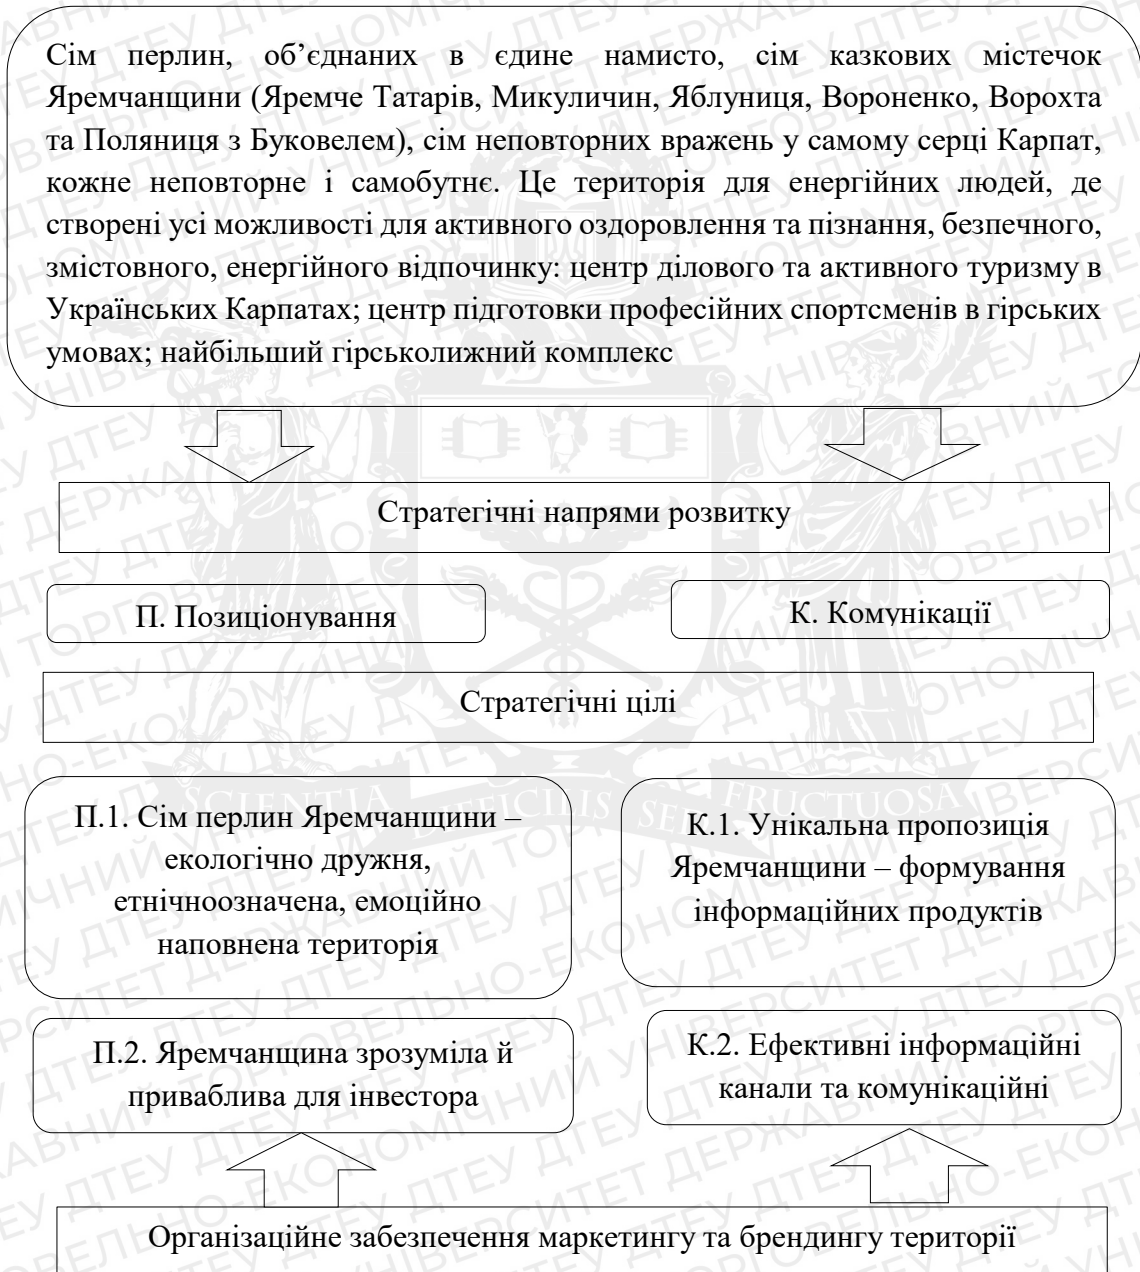 Сім перлин, об’єднаних в єдине намисто, сім казкових містечок
Яремчанщини (Яремче Татарів, Микуличин, Яблуниця, Вороненко, Ворохта
та Поляниця з Буковелем), сім неповторних вражень у самому серці Карпат,
кожне неповторне і самобутнє. Це територія для енергійних людей, де
створені усі можливості для активного оздоровлення та пізнання, безпечного,
змістовного, енергійного відпочинку: центр ділового та активного туризму в
Українських Карпатах; центр підготовки професійних спортсменів в гірських
умовах; найбільший гірськолижний комплекс
Стратегічні напрями розвитку
П. Позиціонування
К. Комунікації
Стратегічні цілі
П.1. Сім перлин Яремчанщини –
екологічно дружня,
етнічноозначена, емоційно
наповнена територія
К.1. Унікальна пропозиція
Яремчанщини – формування
інформаційних продуктів
П.2. Яремчанщина зрозуміла й
приваблива для інвестора
К.2. Ефективні інформаційні
канали та комунікаційні
Організаційне забезпечення маркетингу та брендингу території